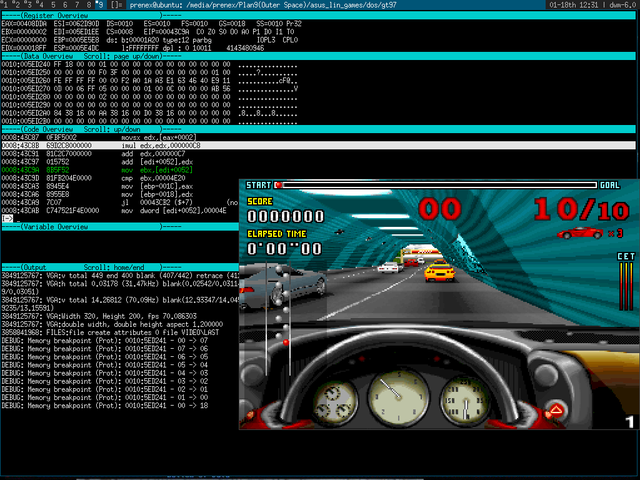 1 2 3 4 5 6 7 8 9 []= prenex@ubuntu: /media/prenex/Plan9(Outer Space)/asus_lin_games/dos/gt97 01-18th 12:31 | dwm-6.0
-----(Register Overview )-----
EAX=00408DDA ESI=0062D90D DS=0010 ES=0010 FS=0010 GS=0018 SS=0010 Pr32
EBX=00000002 EDI=005ED1EE CS=0008 EIP=00043C9A C0 Z0 S0 O0 A0 P1 D0 I1 T0
ECX=00000000 EBP=0005E5E8 ds: b:00001A20 type:12 parbg IOPL3 CPL0
EDX=000018FF ESP=0005E4DC l:FFFFFFFF dpl : 0 10011 4143480946
-----(Data Overview Scroll: page up/down )-----
0010:5ED240 FF 18 00 00 01 00 00 00 00 00 00 00 00 00 00 00
0010:5ED250 00 00 00 00 F0 3F 00 00 00 00 00 00 00 00 01 00
0010:5ED260 FE FF FF FF 00 00 F2 A0 1A A3 E1 63 46 40 E9 11
0010:5ED270 0D 00 06 FF 05 00 00 00 01 00 0C 00 00 00 AB 56
0010:5ED280 00 00 00 00 02 00 00 00 00 00 00 00 00 00 00 00
0010:5ED290 00 00 00 00 00 00 00 00 00 00 00 00 00 00 00 00
0010:5ED2A0 84 38 16 00 AA 38 16 00 D0 38 16 00 00 00 00 00
0010:5ED2B0 00 00 00 00 00 00 00 00 00 00 00 00 00 00 00 00
-----(Code Overview Scroll: up/down )-----
0008:43C87 0FBF5002 movsx edx,[eax+0002]
0008:43C8B 69D2C8000000 imul edx,edx,000000C8
0008:43C91 81C2C7000000 add edx,000000C7
0008:43C97 015752 add [edi+0052],edx
0008:43C9A 8B5F52 mov ebx,[edi+0052]
0008:43C9D 81FB204E0000 cmp ebx,00004E20
0008:43CA3 8945E4 mov [ebp-001C],eax
0008:43CA6 8955E8 mov [ebp-0018],edx
0008:43CA9 7C07 jl 00043CB2 ($+7) (no
0008:43CAB C747521F4E0000 mov dword [edi+0052],00004E
[->] _
-----(Variable Overview
-----(Output Scroll: home/end )-----
3849125767: VGA:v total 449 end 400 blank (407/442) retrace (41
3849125767: VGA:h total 0,03178 (31,47kHz) blank(0,02542/0,0311
9/0,03051)
3849125767: VGA:v total 14,26812 (70,09Hz) blank(12,93347/14,04
9235/13,15591)
3849125767: VGA:Width 320, Height 200, fps 70,086303
3849125767: VGA:double width, double height aspect 1,200000
3858841968: FILES:file create attributes 0 file VIDEO\LAST
DEBUG: Memory breakpoint (Prot): 0010:5ED241 - 00 -> 07
DEBUG: Memory breakpoint (Prot): 0010:5ED241 - 07 -> 06
DEBUG: Memory breakpoint (Prot): 0010:5ED241 - 06 -> 05
DEBUG: Memory breakpoint (Prot): 0010:5ED241 - 05 -> 04
DEBUG: Memory breakpoint (Prot): 0010:5ED241 - 04 -> 03
DEBUG: Memory breakpoint (Prot): 0010:5ED241 - 03 -> 02
DEBUG: Memory breakpoint (Prot): 0010:5ED241 - 02 -> 01
DEBUG: Memory breakpoint (Prot): 0010:5ED241 - 01 -> 00
DEBUG: Memory breakpoint (Prot): 0010:5ED241 - 00 -> 18
START GOAL
SCORE
0000000
ELAPSED TIME
0'00"00
00
10/10
× 3
CET
1